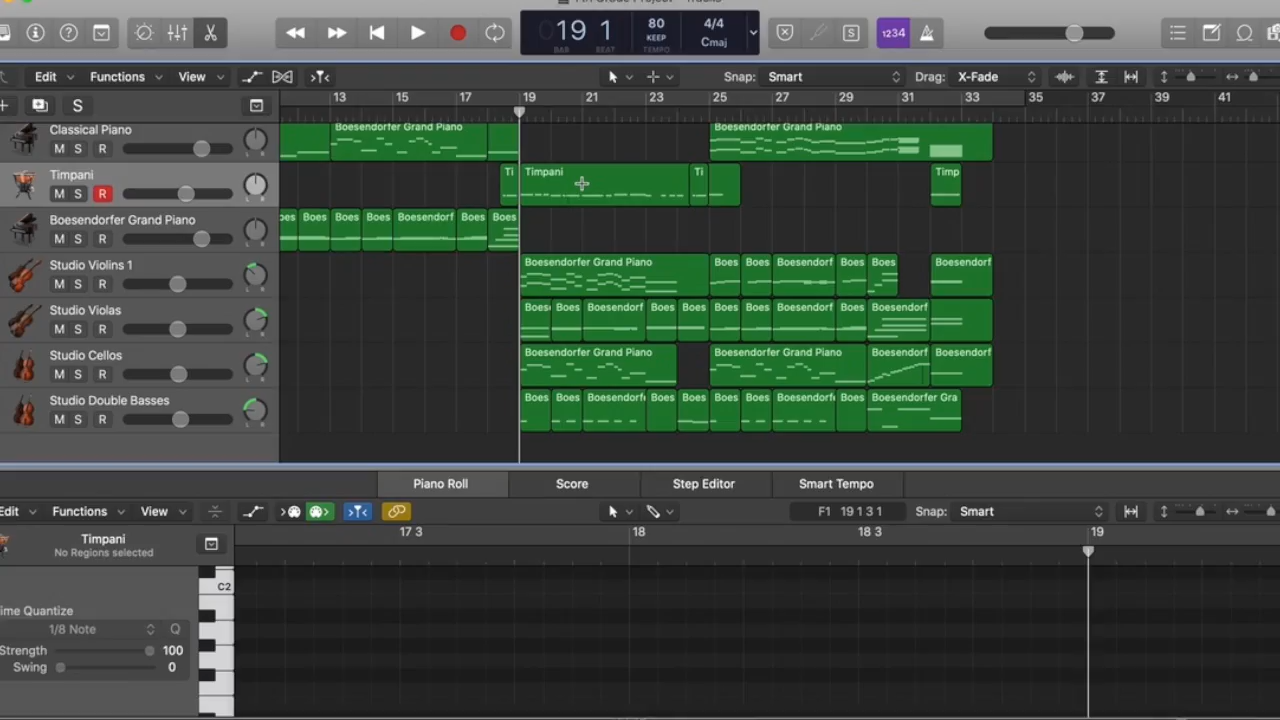 19 1
BAR BEAT
80
KEEP
TEMPO
4/4
Cmaj
1234
Edit Functions View
Snap: Smart
Drag: X-Fade
S
13 15 17 19 21 23 25 27 29 31 33 35 37 39 41
Classical Piano
M S R
Boesendorfer Grand Piano
Boesendorfer Grand Piano
Timpani
M S R
Ti
Timpani
Ti
Timp
Boesendorfer Grand Piano
M S R
Boes Boes Boes Boesendorf Boes Boes
Studio Violins 1
M S R
Boesendorfer Grand Piano Boes Boes Boesendorf Boes Boes Boesendorf
Studio Violas
M S R
Boes Boes Boesendorf Boes Boes Boes Boes Boesendorf Boes Boesendorf
Studio Cellos
M S R
Boesendorfer Grand Piano Boesendorfer Grand Piano Boesendorf Boesendorf
Studio Double Basses
M S R
Boes Boes Boesendorfe Boes Boes Boes Boes Boesendorfe Boes Boesendorfer Gra
Piano Roll Score Step Editor Smart Tempo
Edit Functions View
F1 19 1 3 1
Snap: Smart
Timpani
No Regions selected
17 3 18 18 3 19
C2
ime Quantize
1/8 Note Q
Strength 100
Swing 0